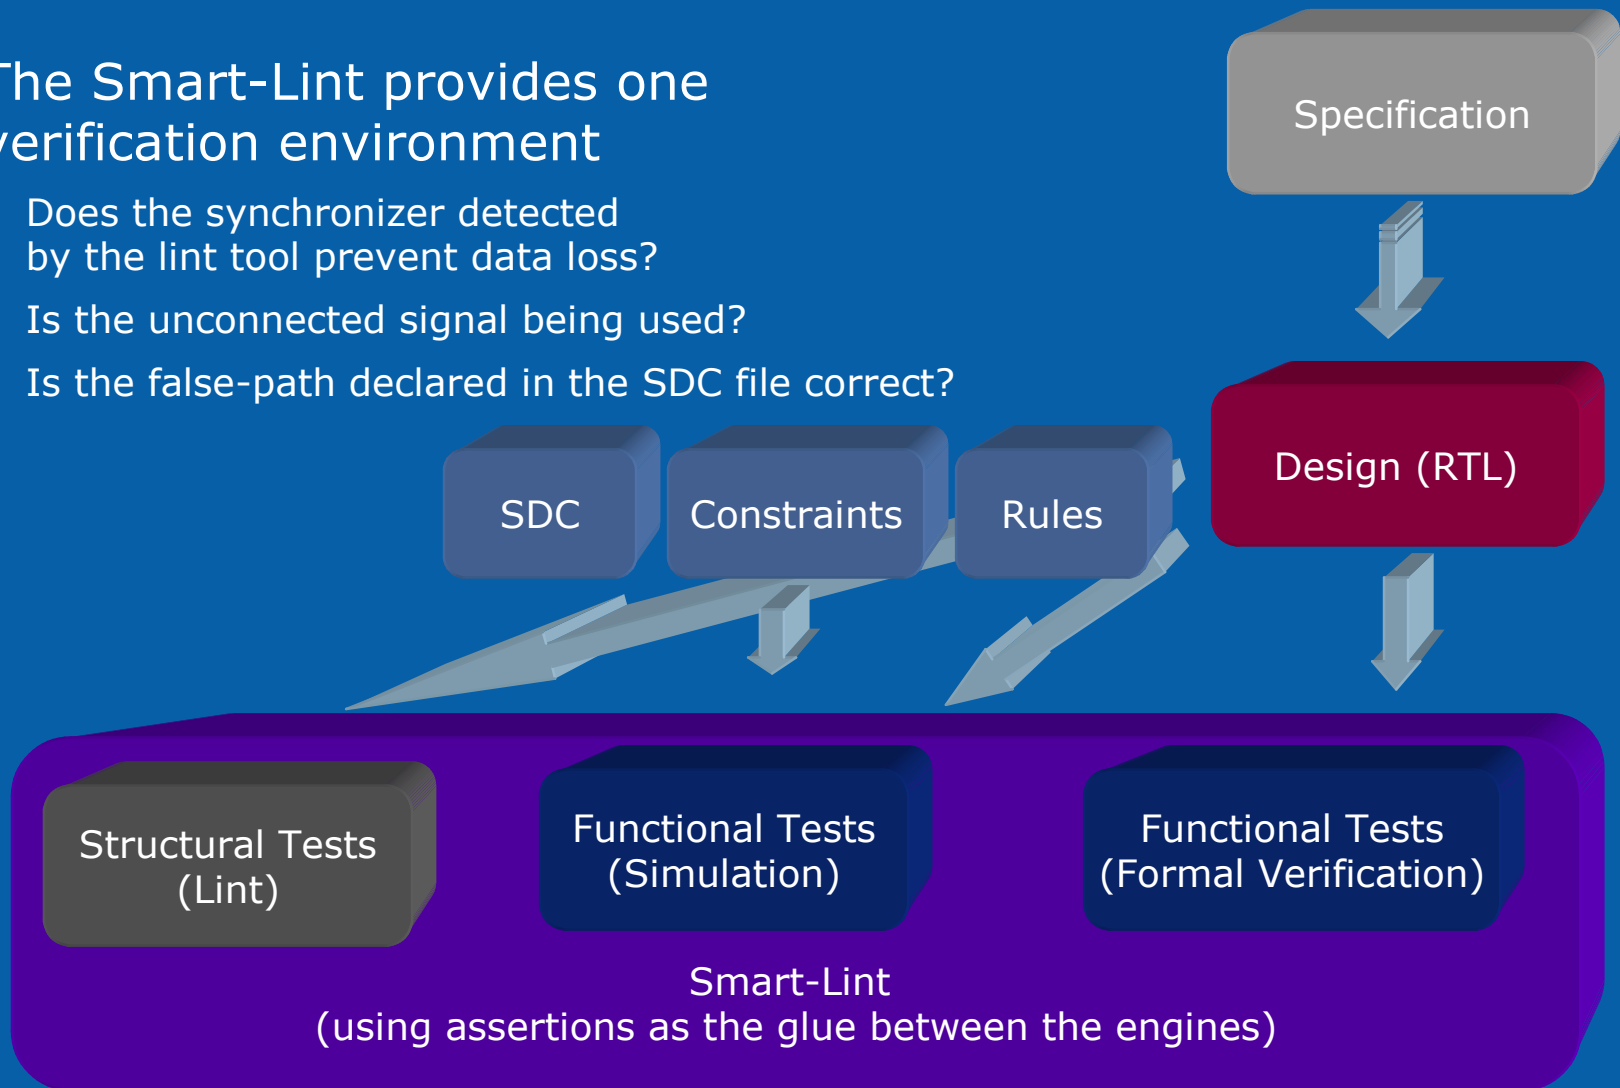 The Smart-Lint provides one
verification environment
Does the synchronizer detected
by the lint tool prevent data loss?
Is the unconnected signal being used?
Is the false-path declared in the SDC file correct?
Specification
Design (RTL)
SDC
Constraints
Rules
Structural Tests
(Lint)
Functional Tests
(Simulation)
Functional Tests
(Formal Verification)
Smart-Lint
(using assertions as the glue between the engines)